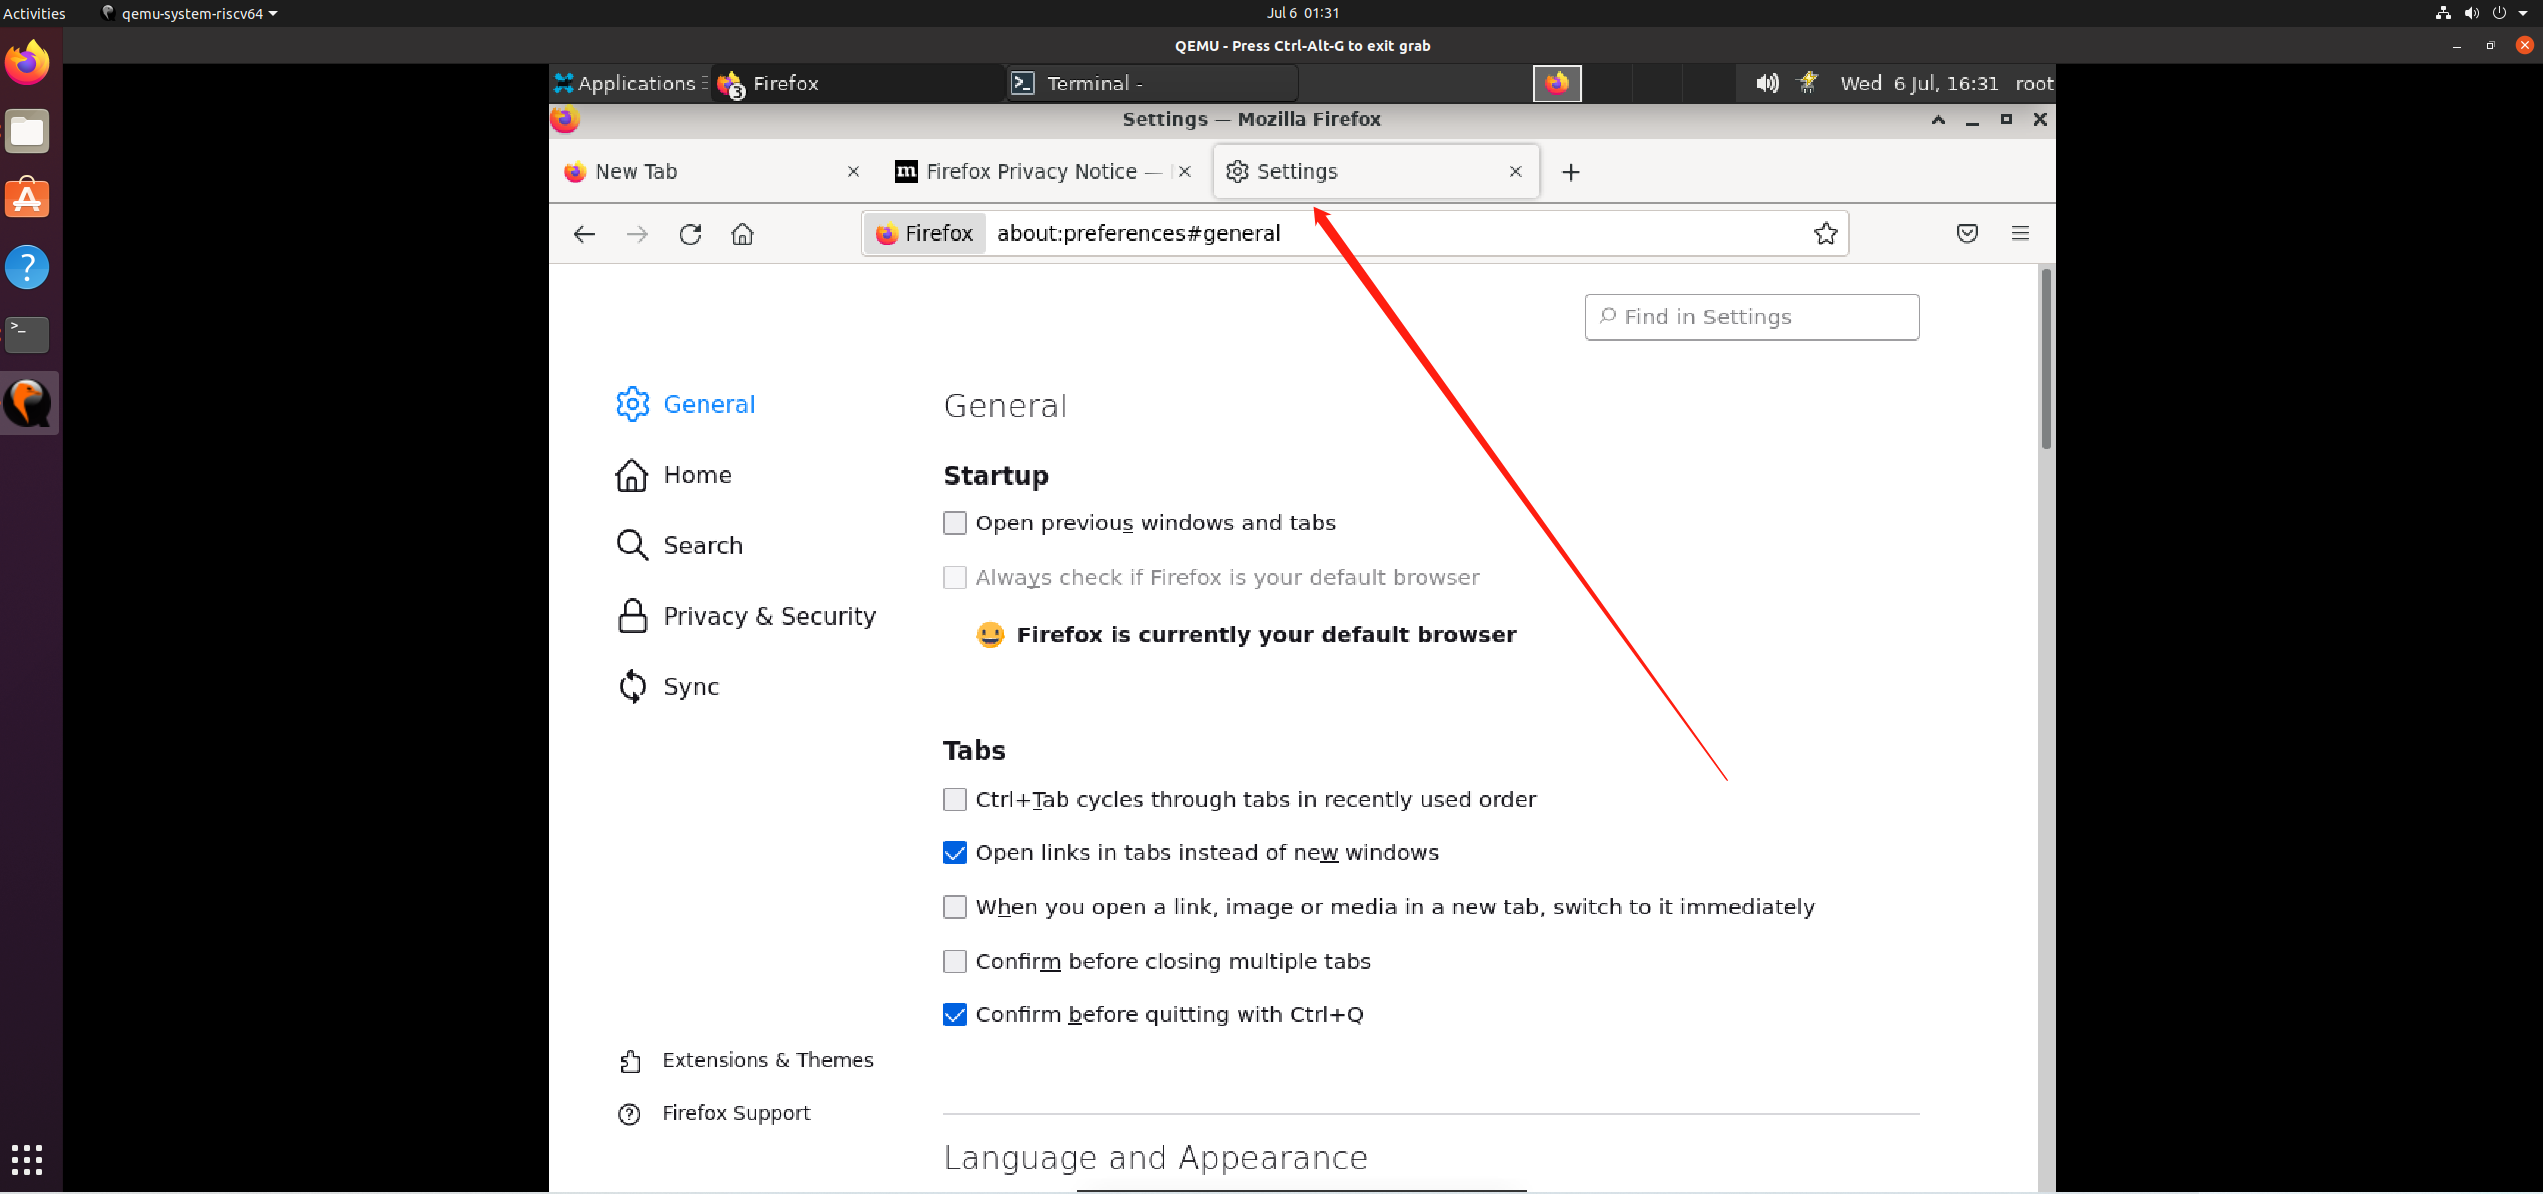 Activities qemu-system-riscv64 Jul 6 01:31
QEMU - Press Ctrl-Alt-G to exit grab
Applications 3 Firefox Terminal - Wed 6 Jul, 16:31 root
Settings — Mozilla Firefox
New Tab Firefox Privacy Notice — Settings
Firefox about:preferences#general
Find in Settings
General
Home
Search
Privacy & Security
Sync
Extensions & Themes
Firefox Support
General
Startup
Open previous windows and tabs
Always check if Firefox is your default browser
Firefox is currently your default browser
Tabs
Ctrl+Tab cycles through tabs in recently used order
Open links in tabs instead of new windows
When you open a link, image or media in a new tab, switch to it immediately
Confirm before closing multiple tabs
Confirm before quitting with Ctrl+Q
Language and Appearance